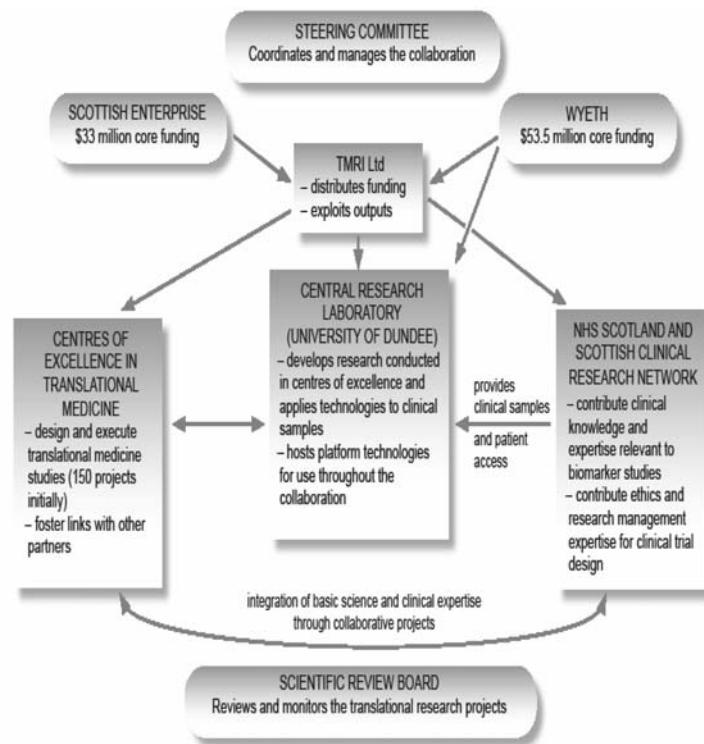 STEERING COMMITTEE
Coordinates and manages the collaboration
SCOTTISH ENTERPRISE
$33 million core funding
WYETH
$53.5 million core funding
TMRI Ltd
– distributes funding
– exploits outputs
CENTRES OF
EXCELLENCE IN
TRANSLATIONAL
MEDICINE
– design and execute
translational medicine
studies (150 projects
initially)
– foster links with other
partners
CENTRAL RESEARCH
LABORATORY
(UNIVERSITY OF DUNDEE)
– develops research conducted
in centres of excellence and
applies technologies to clinical
samples
– hosts platform technologies
for use throughout the
collaboration
provides
clinical samples
and patient
access
NHS SCOTLAND AND
SCOTTISH CLINICAL
RESEARCH NETWORK
– contribute clinical
knowledge and
expertise relevant to
biomarker studies
– contribute ethics and
research management
expertise for clinical trial
design
integration of basic science and clinical expertise
through collaborative projects
SCIENTIFIC REVIEW BOARD
Reviews and monitors the translational research projects